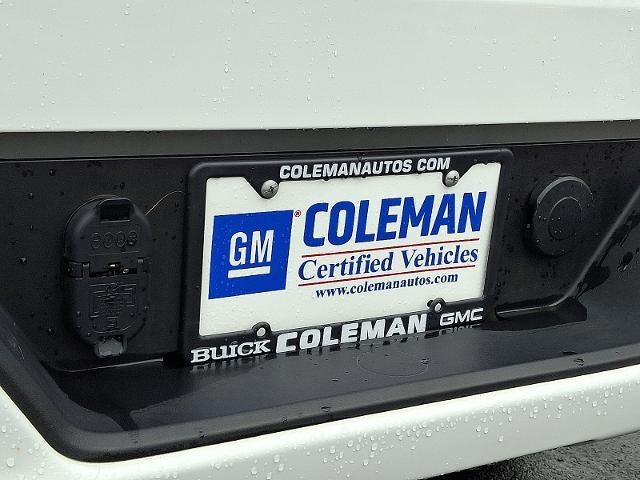 COLEMANAUTOS COM
GM
® COLEMAN
Certified Vehicles
www.colemanautos.com
BUICK COLEMAN GMC